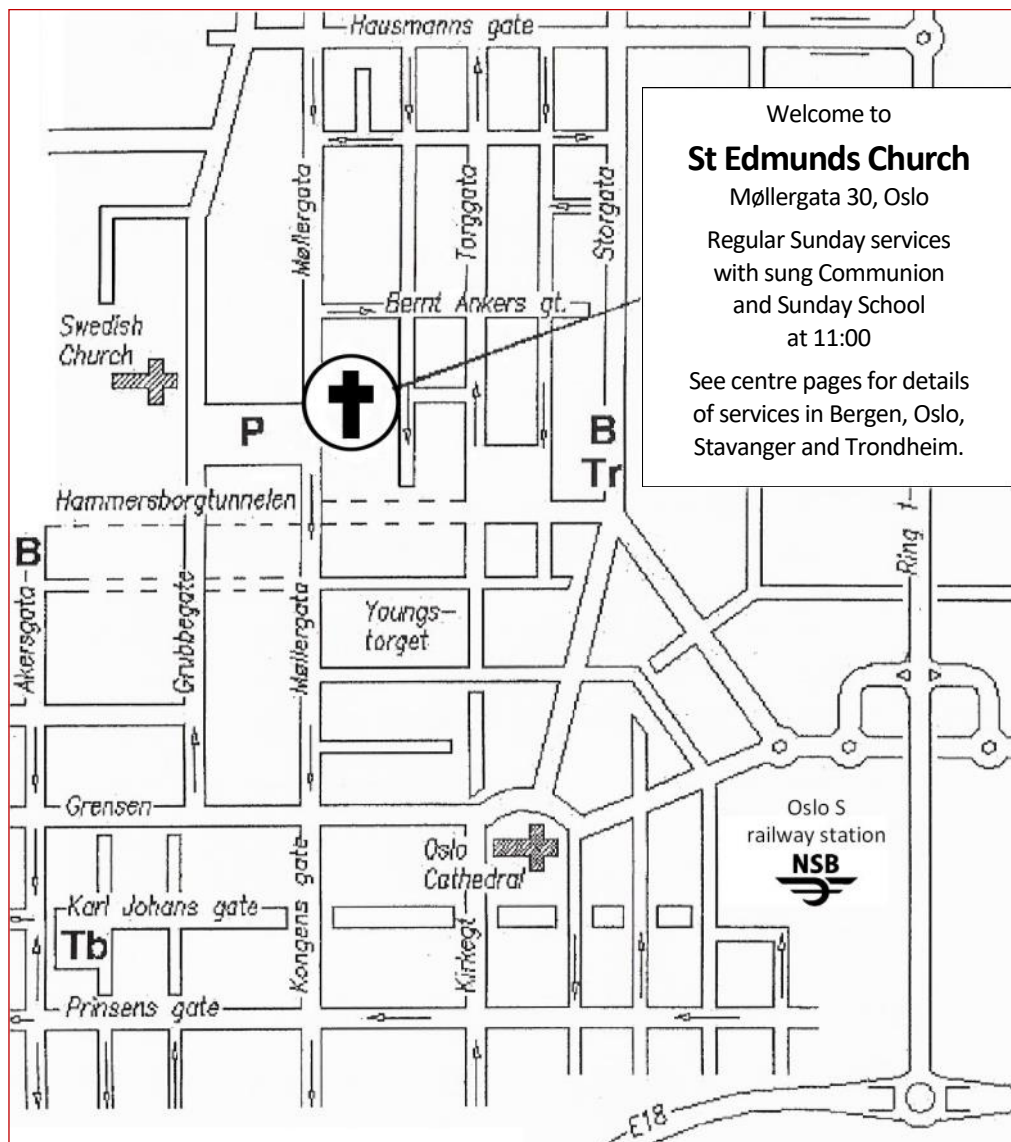 Hausmanns gate
Welcome to
St Edmunds Church
Møllergata 30, Oslo
Regular Sunday services
with sung Communion
and Sunday School
at 11:00
See centre pages for details
of services in Bergen, Oslo,
Stavanger and Trondheim.
Møllergata
Torggata
Storgata
Bernt Ankers gt.
Swedish
Church
P
B
Tr
Hammersborgtunnelen
B
Ring 1
Akersgata
Grubbegate
Møllergata
Youngs-
torget
Grensen
Oslo S
railway station
NSB
Oslo
Cathedral
Kongens gate
Kirkegt
Karl Johans gate
Tb
Prinsens gate
E18